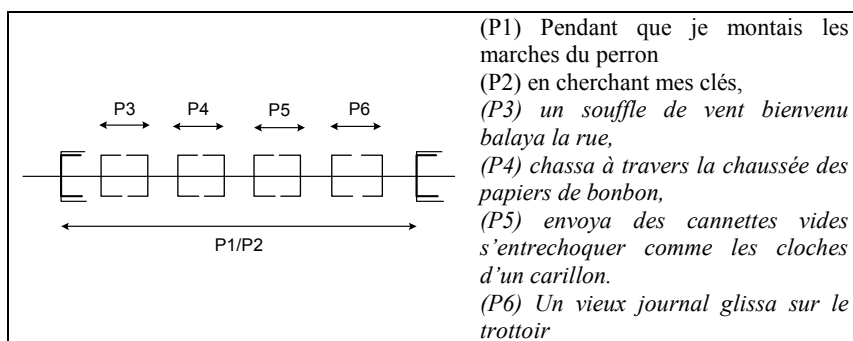 P3 P4 P5 P6
P1/P2
(P1) Pendant que je montais les
marches du perron
(P2) en cherchant mes clés,
(P3) un souffle de vent bienvenu
balaya la rue,
(P4) chassa à travers la chaussée des
papiers de bonbon,
(P5) envoya des cannettes vides
s’entrechoquer comme les cloches
d’un carillon.
(P6) Un vieux journal glissa sur le
trottoir